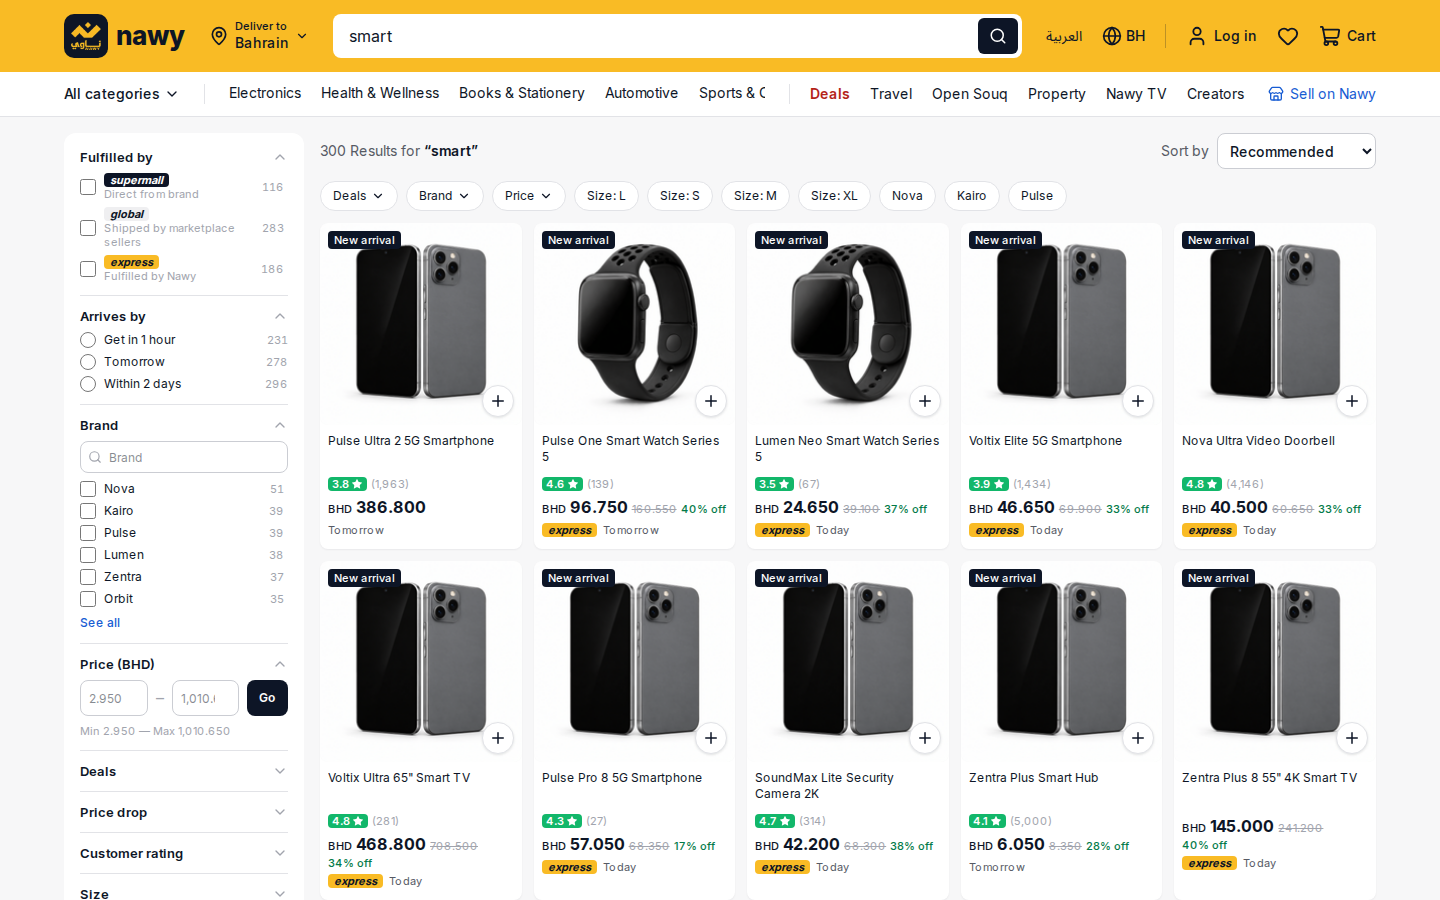 نـاوي
NAWY
nawy
Deliver to
Bahrain
smart
العربية
BH
Log in
Cart
All categories
Electronics
Health & Wellness
Books & Stationery
Automotive
Sports &
Deals
Travel
Open Souq
Property
Nawy TV
Creators
Sell on Nawy
Fulfilled by
supermall
Direct from brand
116
global
Shipped by marketplace
sellers
283
express
Fulfilled by Nawy
186
Arrives by
Get in 1 hour
231
Tomorrow
278
Within 2 days
296
Brand
Brand
Nova
51
Kairo
39
Pulse
39
Lumen
38
Zentra
37
Orbit
35
See all
Price (BHD)
2.950
—
1,010.
Go
Min 2.950 — Max 1,010.650
Deals
Price drop
Customer rating
Size
300 Results for “smart”
Sort by
Recommended
Deals
Brand
Price
Size: L
Size: S
Size: M
Size: XL
Nova
Kairo
Pulse
New arrival
Pulse Ultra 2 5G Smartphone
3.8 ★ (1,963)
BHD 386.800
Tomorrow
New arrival
Pulse One Smart Watch Series
5
4.6 ★ (139)
BHD 96.750 160.550 40% off
express Today
New arrival
Lumen Neo Smart Watch Series
5
3.5 ★ (67)
BHD 24.650 39.100 37% off
express Today
New arrival
Voltix Elite 5G Smartphone
3.9 ★ (1,434)
BHD 46.650 69.900 33% off
express Today
New arrival
Nova Ultra Video Doorbell
4.8 ★ (4,146)
BHD 40.500 60.650 33% off
express Today
New arrival
Voltix Ultra 65" Smart TV
4.8 ★ (281)
BHD 468.800 708.500
34% off
express Today
New arrival
Pulse Pro 8 5G Smartphone
4.3 ★ (27)
BHD 57.050 68.350 17% off
express Today
New arrival
SoundMax Lite Security
Camera 2K
4.7 ★ (314)
BHD 42.200 68.300 38% off
express Today
New arrival
Zentra Plus Smart Hub
4.1 ★ (5,000)
BHD 6.050 8.350 28% off
Tomorrow
New arrival
Zentra Plus 8 55" 4K Smart TV
BHD 145.000 241.200
40% off
express Today